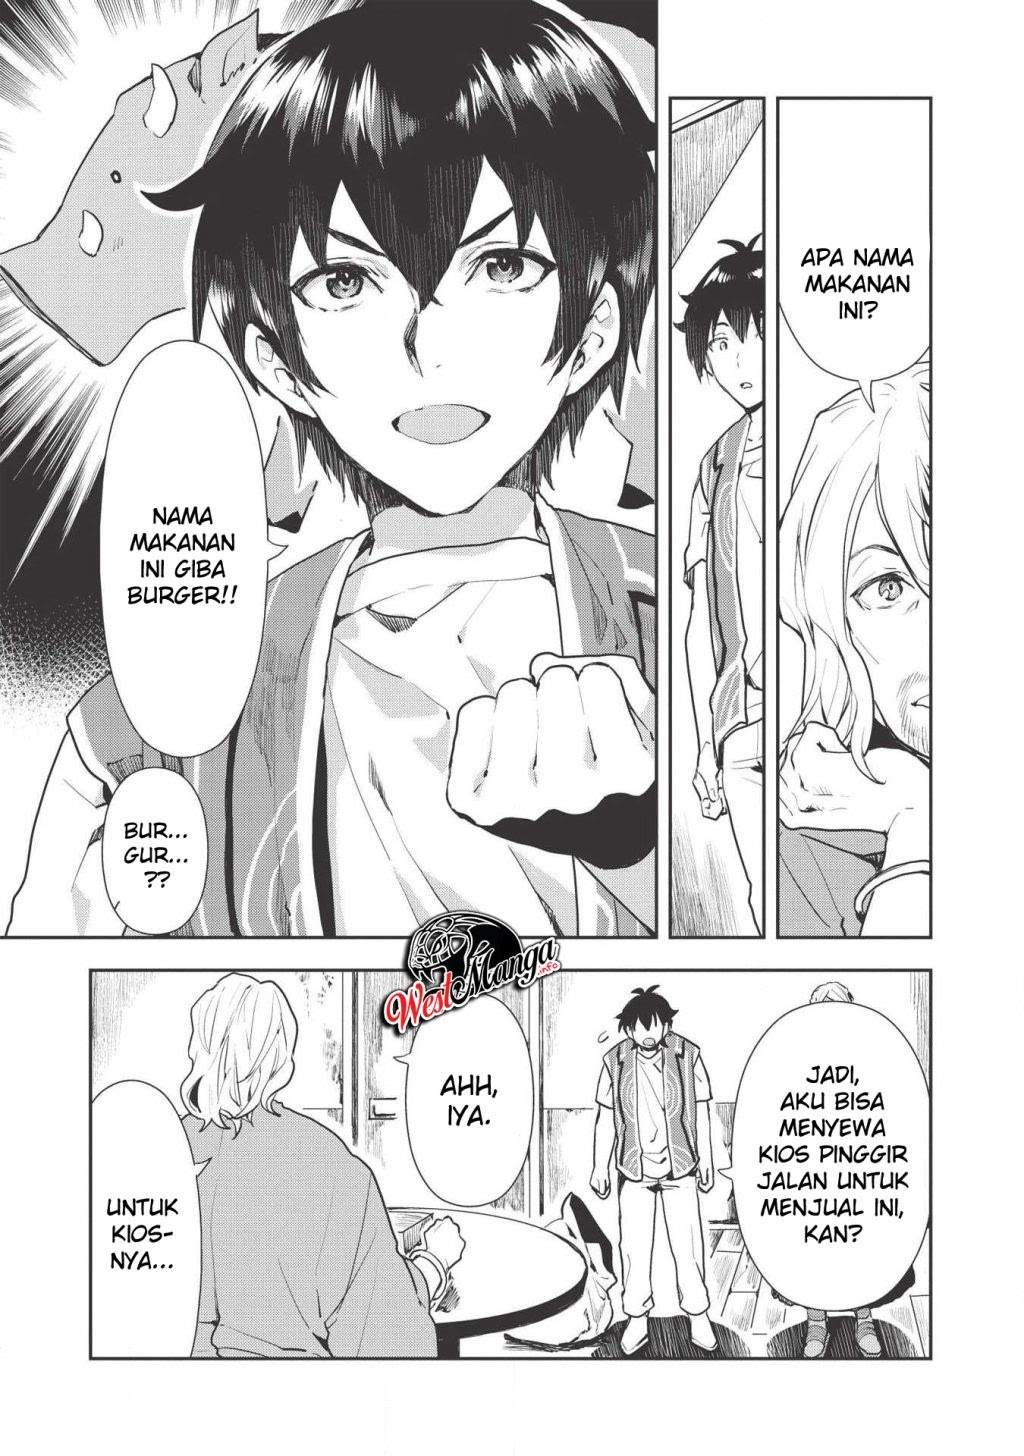 APA NAMA
MAKANAN
INI?
NAMA
MAKANAN
INI GIBA
BURGER!!
BUR...
GUR...
??
JADI,
AKU BISA
MENYEWA
KIOS PINGGIR
JALAN UNTUK
MENJUAL INI,
KAN?
AHH,
IYA.
UNTUK
KIOS-
NYA...
WestManga
.info